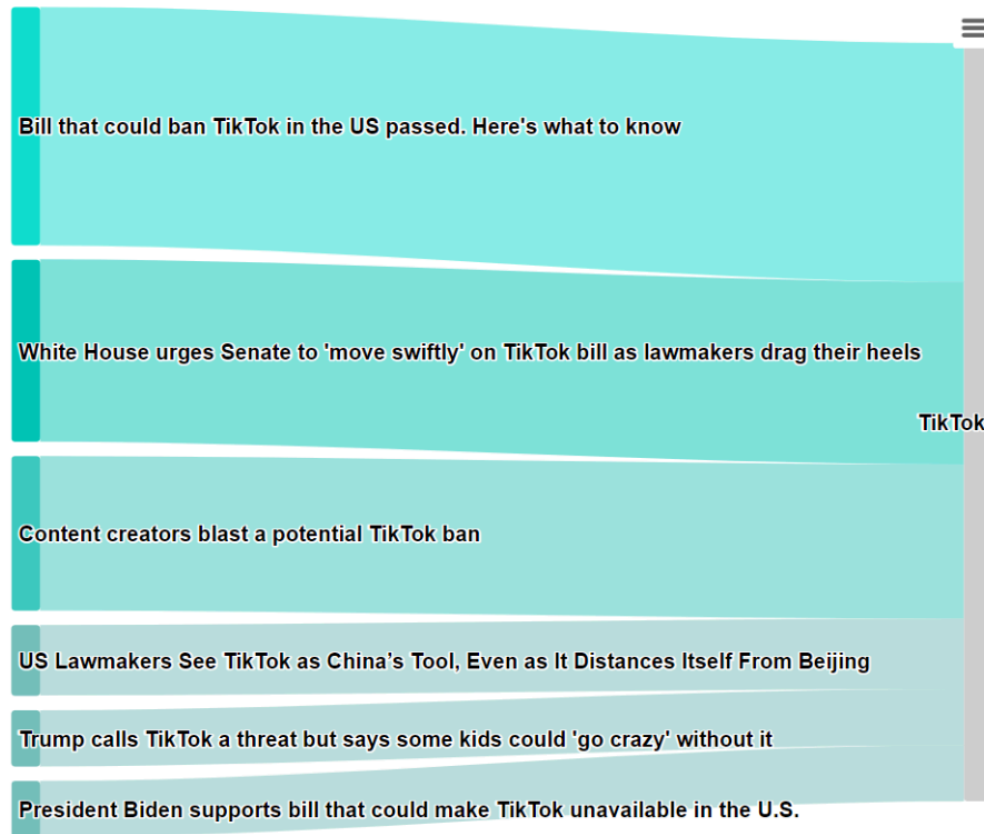 Bill that could ban TikTok in the US passed. Here's what to know
White House urges Senate to 'move swiftly' on TikTok bill as lawmakers drag their heels
TikTok
Content creators blast a potential TikTok ban
US Lawmakers See TikTok as China’s Tool, Even as It Distances Itself From Beijing
Trump calls TikTok a threat but says some kids could 'go crazy' without it
President Biden supports bill that could make TikTok unavailable in the U.S.